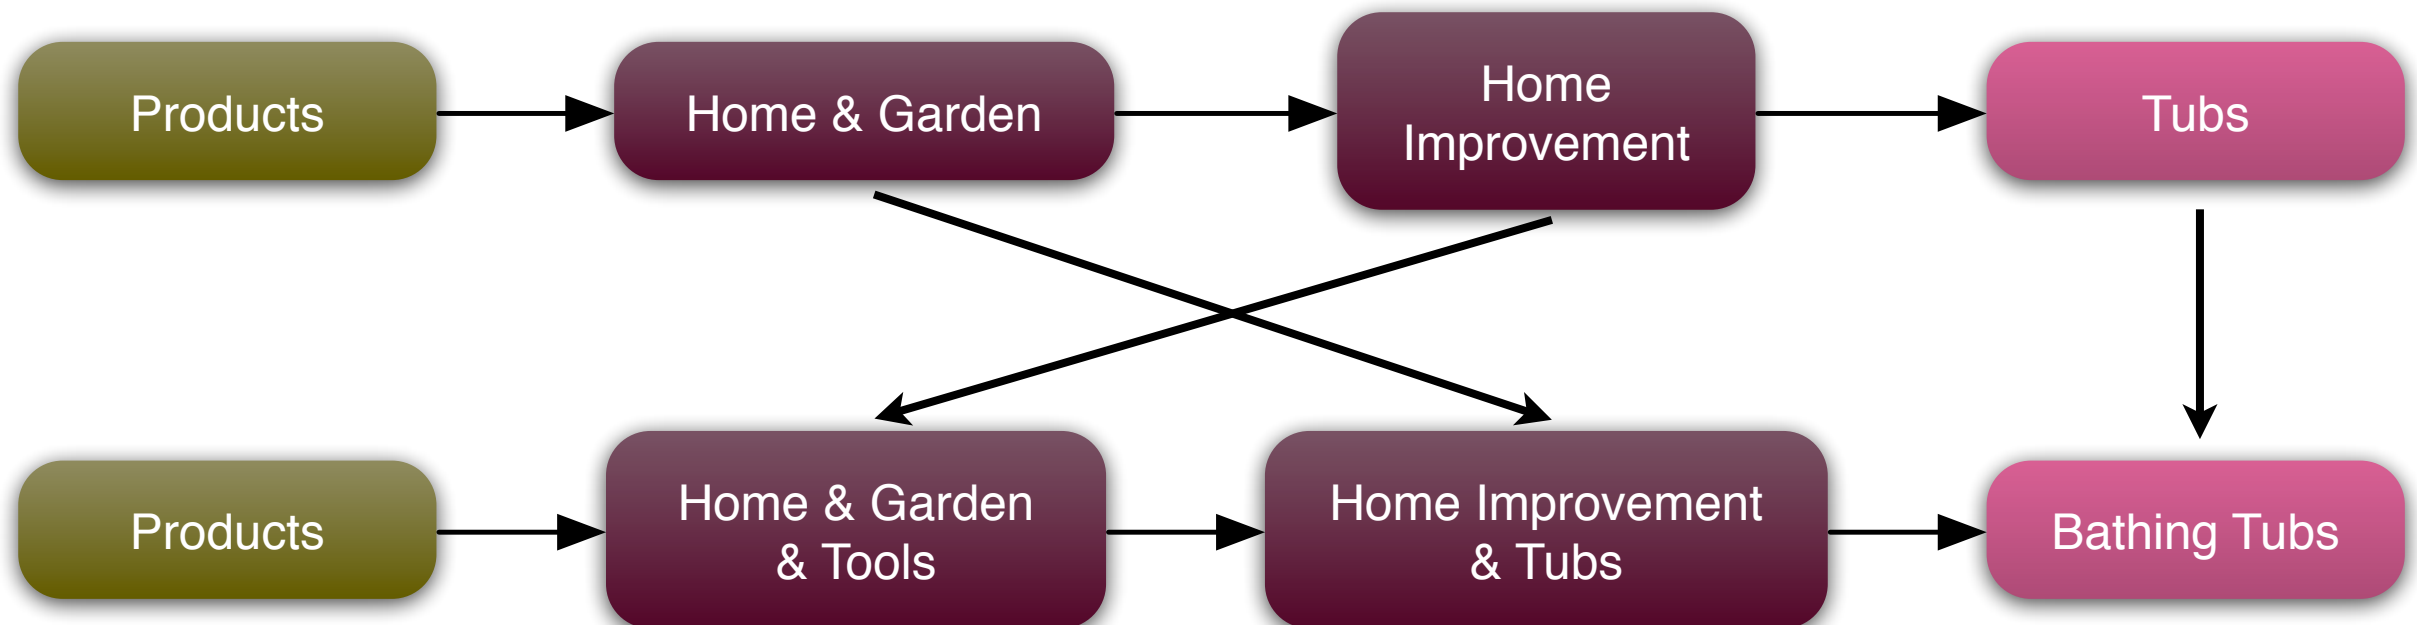 Products
Home & Garden
Home
Improvement
Tubs
Products
Home & Garden
& Tools
Home Improvement
& Tubs
Bathing Tubs